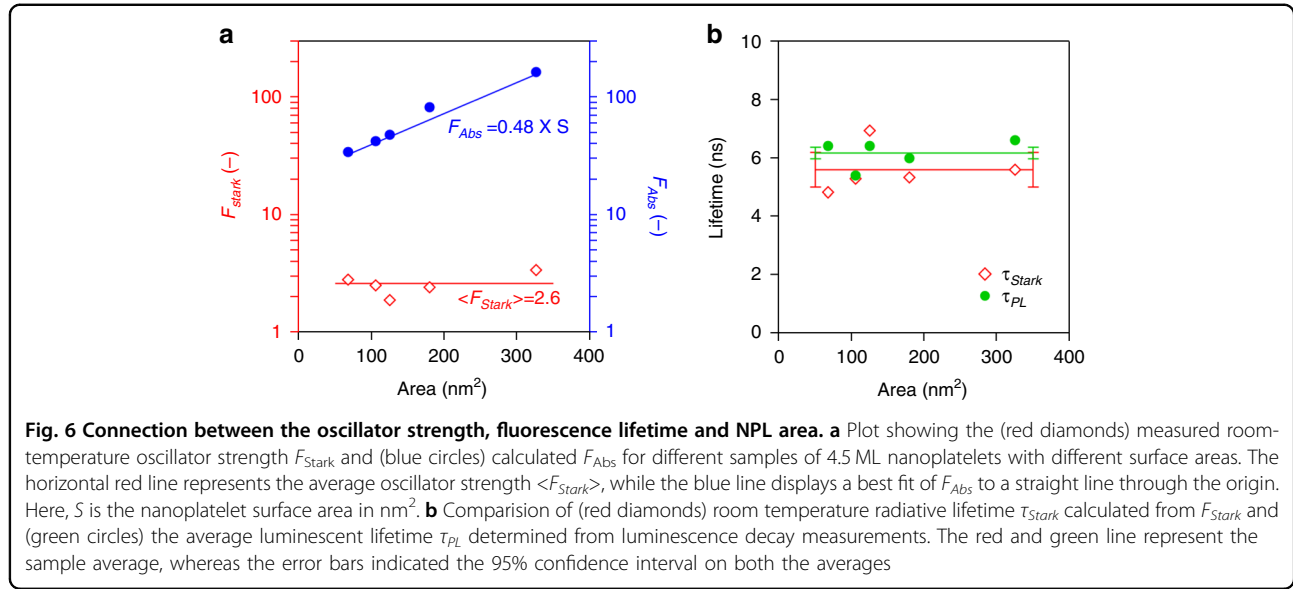 a
b
100
10
1
F_stark (–)
100
10
1
F_Abs (–)
F_Abs =0.48 X S
<F_Stark>=2.6
0 100 200 300 400
Area (nm²)
10
8
6
4
2
0
Lifetime (ns)
τ_Stark
τ_PL
0 100 200 300 400
Area (nm²)
Fig. 6 Connection between the oscillator strength, fluorescence lifetime and NPL area. a Plot showing the (red diamonds) measured room-
temperature oscillator strength F_Stark and (blue circles) calculated F_Abs for different samples of 4.5 ML nanoplatelets with different surface areas. The
horizontal red line represents the average oscillator strength <F_Stark>, while the blue line displays a best fit of F_Abs to a straight line through the origin.
Here, S is the nanoplatelet surface area in nm². b Comparision of (red diamonds) room temperature radiative lifetime τ_Stark calculated from F_Stark and
(green circles) the average luminescent lifetime τ_PL determined from luminescence decay measurements. The red and green line represent the
sample average, whereas the error bars indicated the 95% confidence interval on both the averages